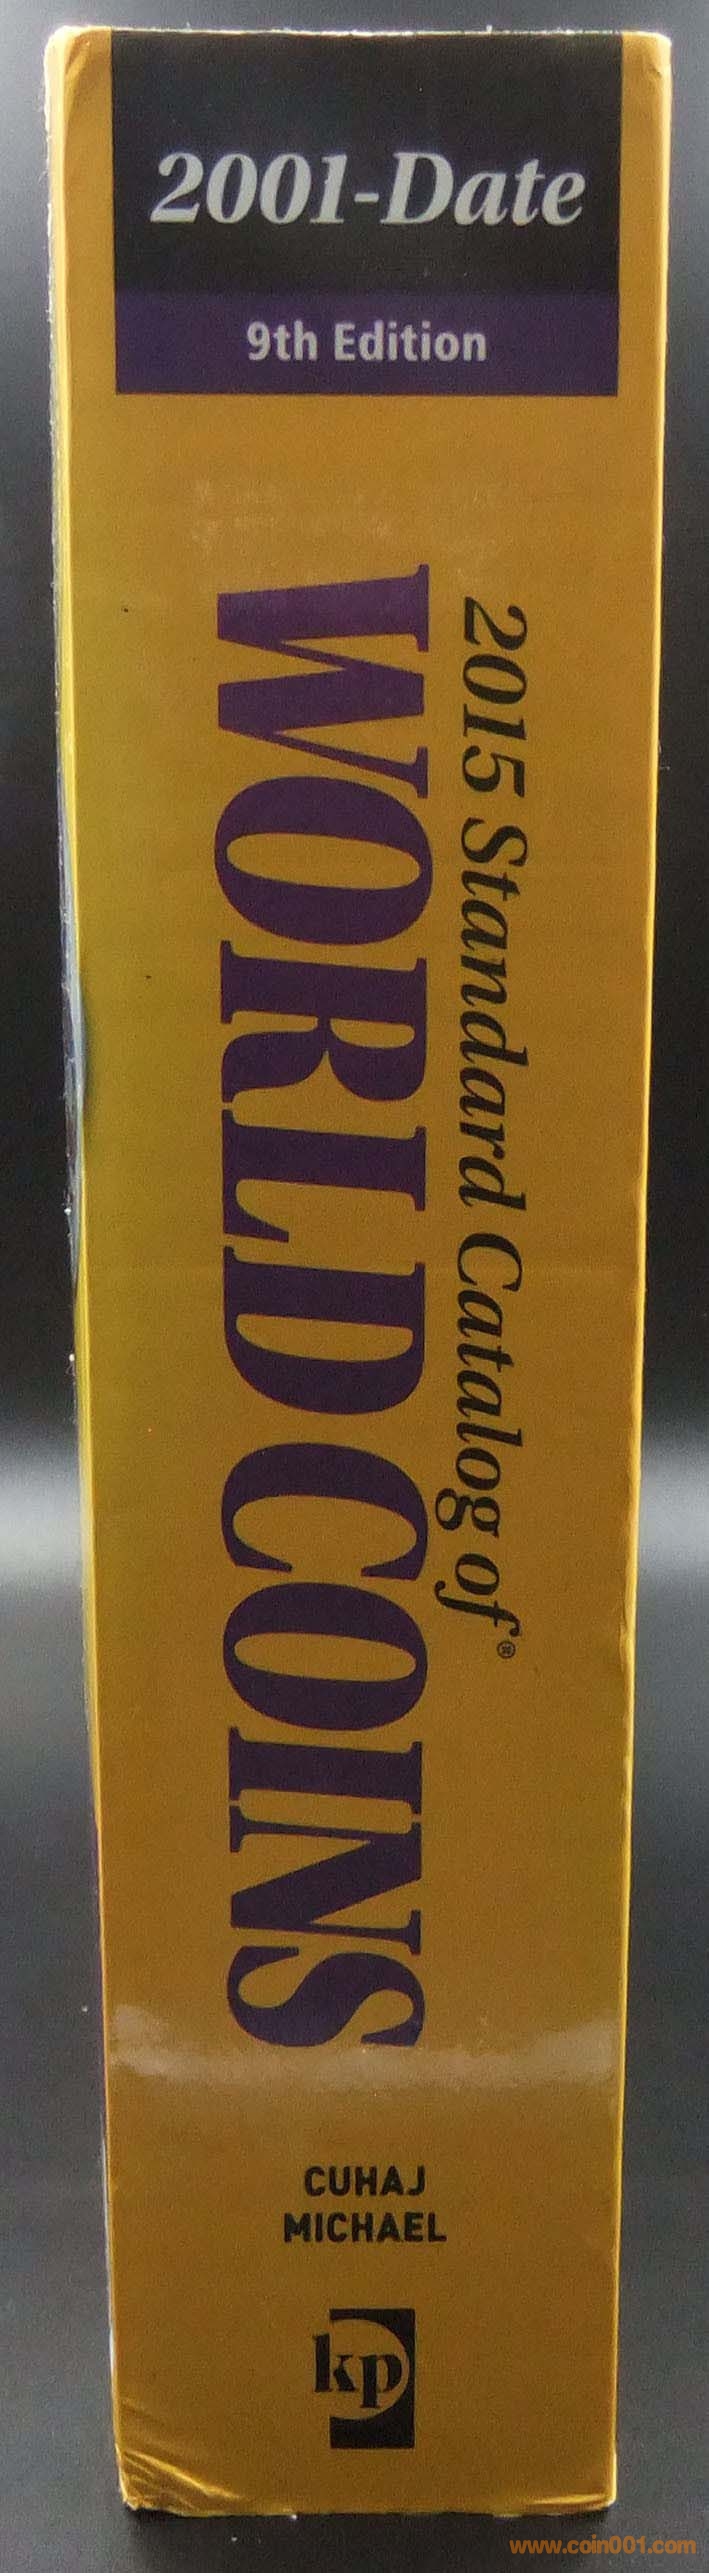 2001-Date
9th Edition
2015 Standard Catalog of®
WORLD COINS
CUHAJ
MICHAEL
kp
www.coin001.com